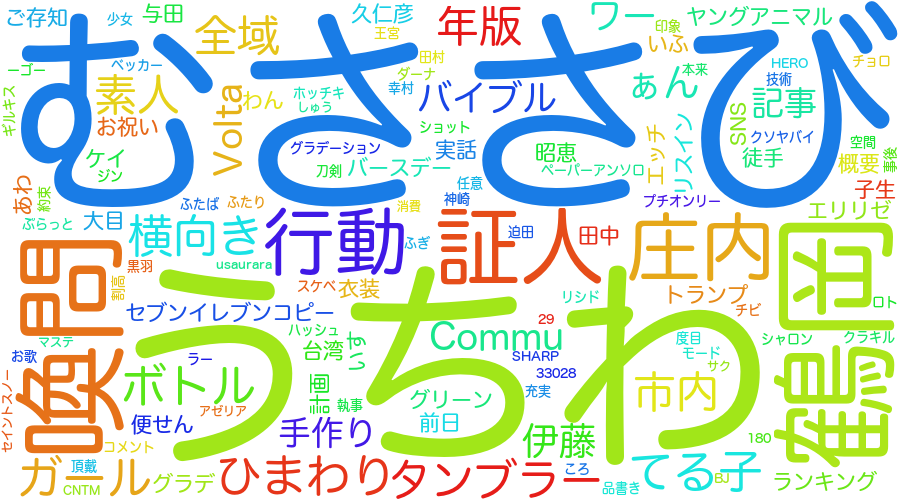 ご存知
少女
与田
全域
久仁彦
王宮
年版
ワー
印象
いふ
ヤングアニマル
むささび
ーゴー
ベッカー
田村
ダーナ
幸村
ぁん
HERO
本来
技術
チョロ
ギルキス
素人
Volta
わん
ホッチキ
しゅう
バイブル
エッチ
リスイン
SNS
記事
クソヤバイ
お祝い
グラデーション
ショット
実話
昭恵
徒手
空間
概要
事後
ケイ
ジン
刀剣
バースデー
ペーパーアンソロ
あわ
約束
ふたば
ふたり
消費
任意
神崎
プチオンリー
子生
ぶらっと
大目
横向き
行動
証人
庄内
エリリゼ
喚問
黒羽
usaurara
ふぎ
迫田
田中
鶴岡
割高
スケベ
衣装
うちわ
リシド
トランプ
チビ
ロト
セブンイレブンコピー
マステ
ハッシュ
いす
Commu
29
度目
モード
シャロン
クラキル
お歌
ラー
台湾
SHARP
サク
セイントスノー
ボトル
アゼリア
計画
執事
グリーン
33028
充実
市内
便せん
手作り
前日
伊藤
180
コメント
ガール
頂戴
CNTM
グラデ
ひまわり
タンブラー
ころ
品書き
てる子
BJ
ランキング